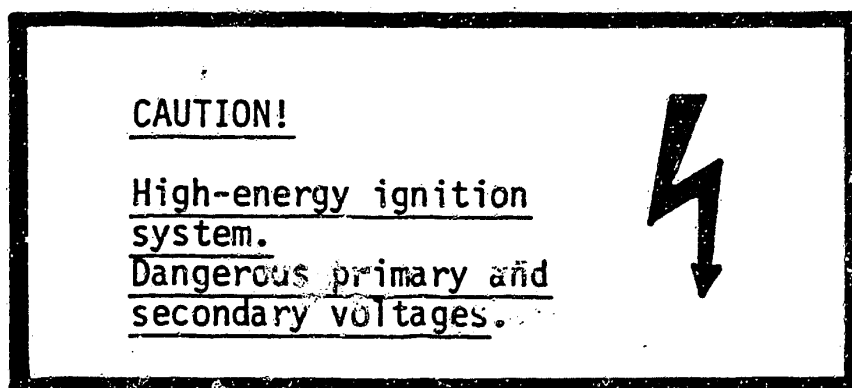 CAUTION!
High-energy ignition
system.
Dangerous primary and
secondary voltages.